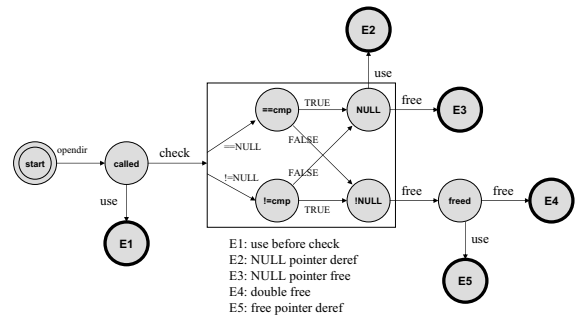 E2
use
==cmp
TRUE
NULL
free
E3
opendir
check
==NULL
FALSE
start
called
!=NULL
FALSE
use
!=cmp
TRUE
!NULL
free
freed
free
E4
E1
use
E1: use before check
E2: NULL pointer deref
E3: NULL pointer free
E4: double free
E5: free pointer deref
E5